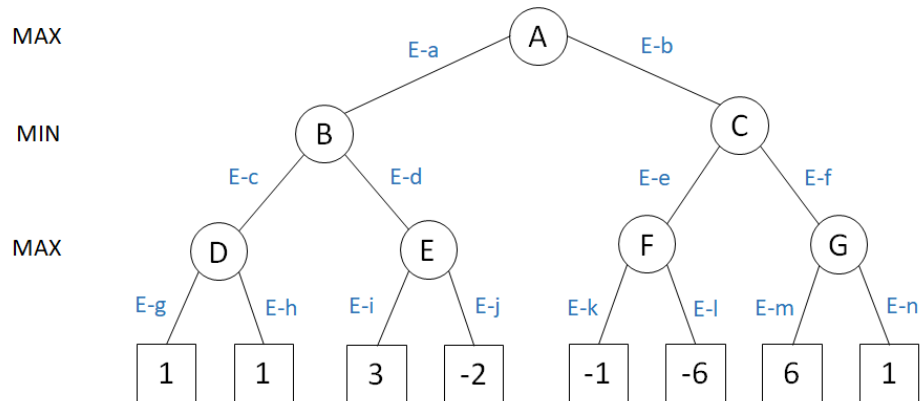 MAX
A
E-a
E-b
MIN
B
C
E-c
E-d
E-e
E-f
MAX
D
E
F
G
E-g
E-h
E-i
E-j
E-k
E-l
E-m
E-n
1
1
3
-2
-1
-6
6
1